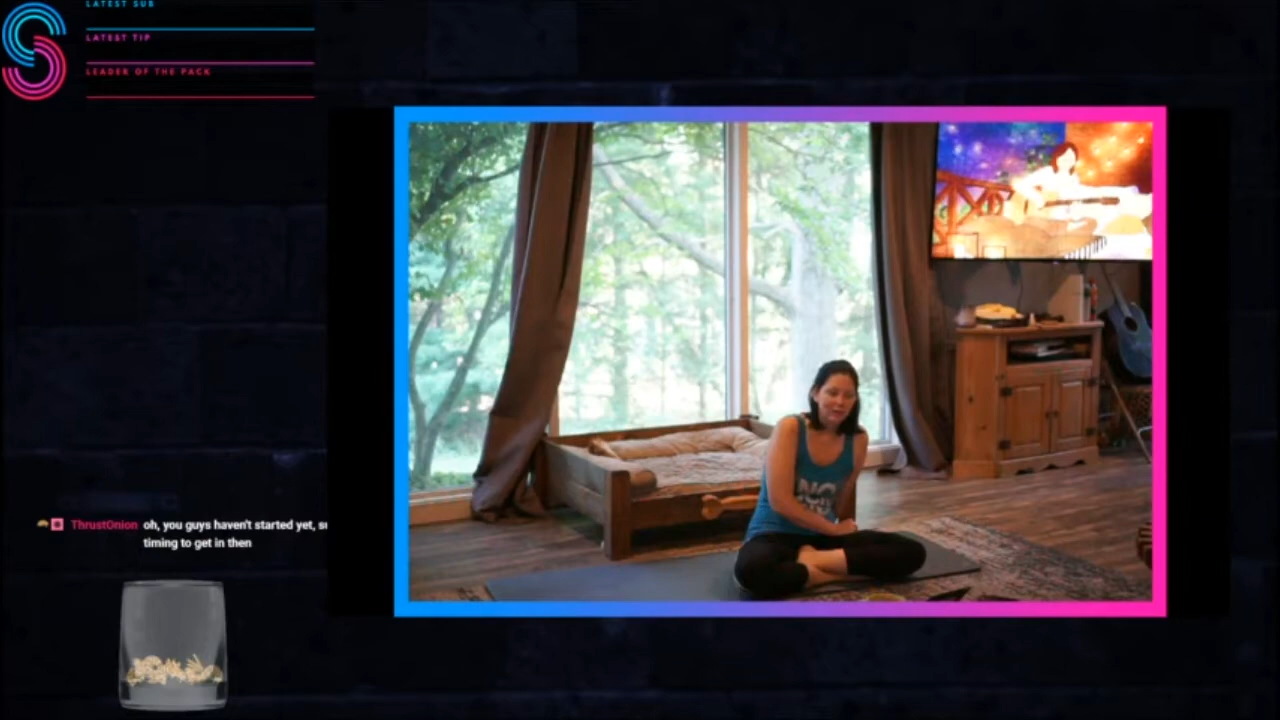 LATEST SUB
LATEST TIP
LEADER OF THE PACK
ThrustOnion oh, you guys haven't started yet,
timing to get in then
NO